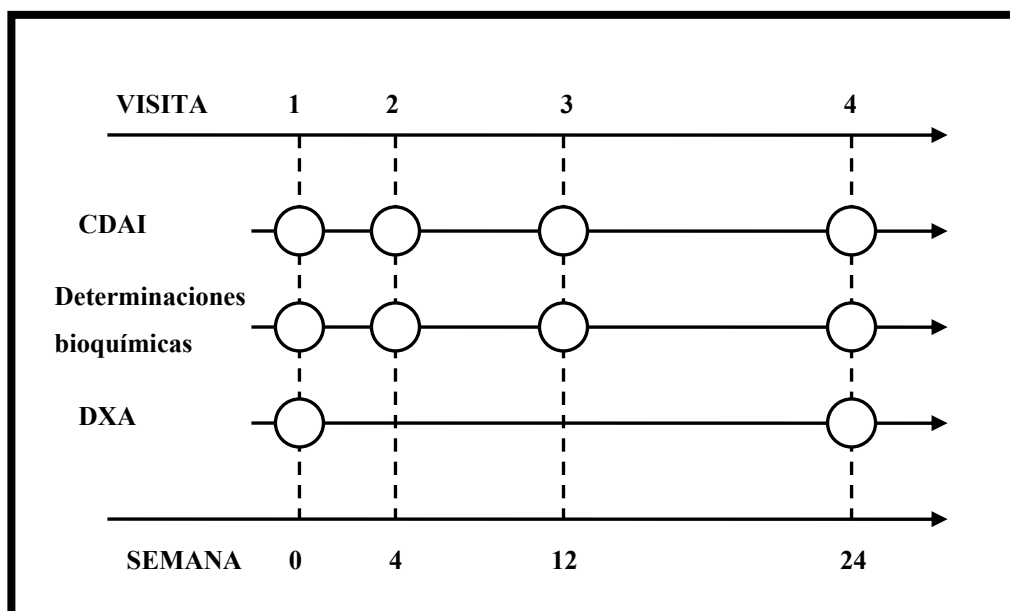 VISITA 1 2 3 4
CDAI
Determinaciones
bioquímicas
DXA
SEMANA 0 4 12 24